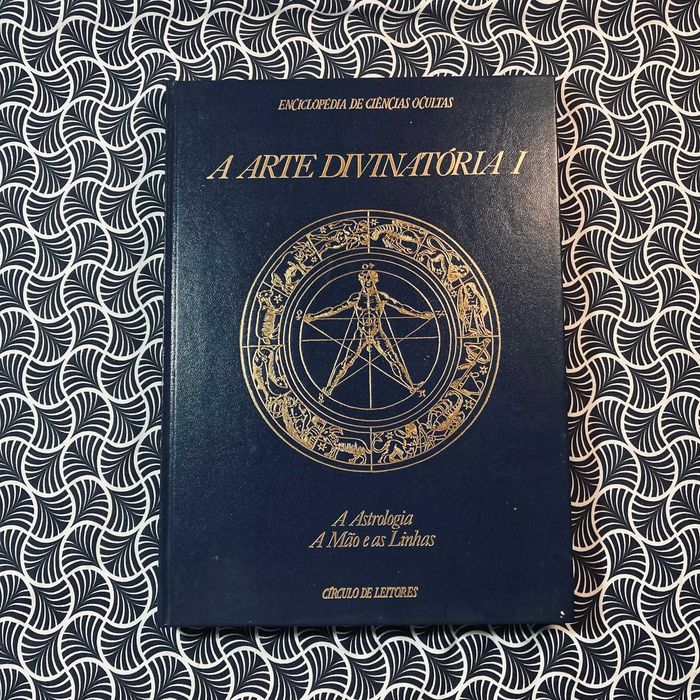 ENCICLOPÉDIA DE CIÊNCIAS OCULTAS
A ARTE DIVINATÓRIA I
A Astrologia
A Mão e as Linhas
CÍRCULO DE LEITORES